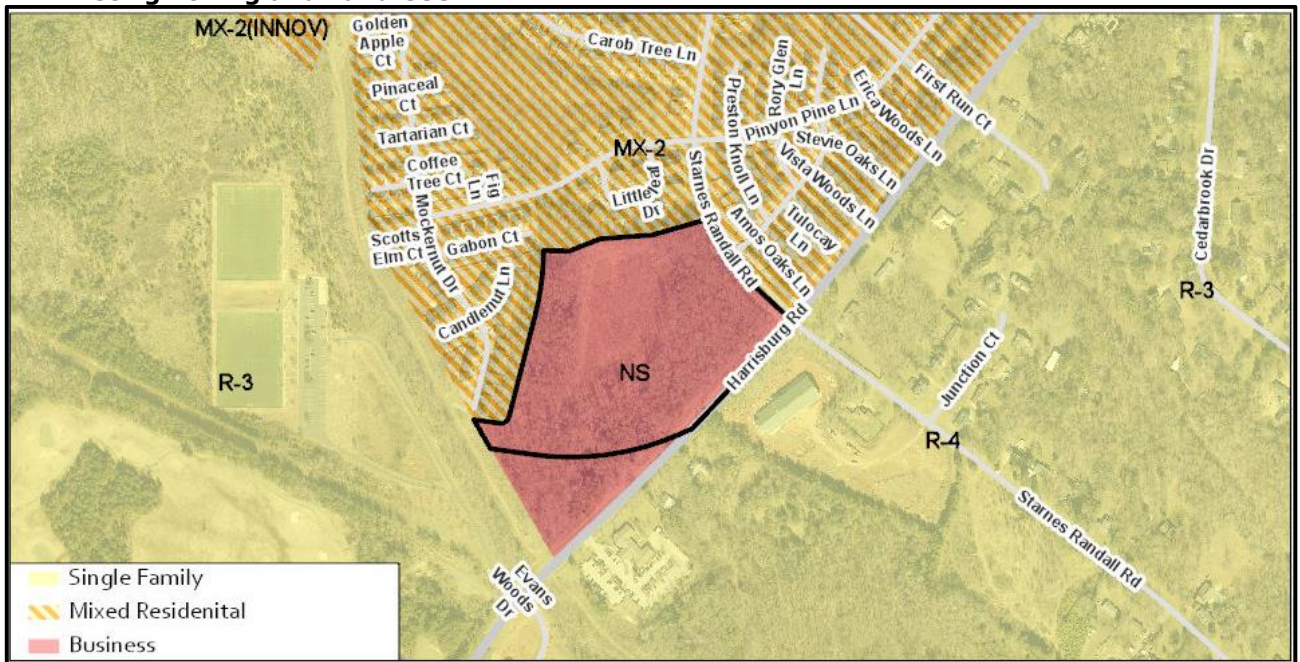 MX-2(INNOV)
Golden
Apple
Ct
Pinaceal
Ct
Tartarian Ct
Coffee
Tree Ct
Fig
Ln
Mockernut Dr
Scotts
Elm Ct
Gabon Ct
Candlenut Ln
Carob Tree Ln
MX-2
Little Dr
Preston Knoll Ln
Rory Glen
Ln
Pinyon Pine Ln
Erica Woods Ln
First Run Ct
Stevie Oaks Ln
Vista Woods Ln
Tulocay
Ln
Amos Oaks Ln
Starnes Randall Rd
Harrisburg Rd
Cedarbrook Dr
R-3
R-3
NS
Junction Ct
R-4
Starnes Randall Rd
Evans
Woods
Dr
Single Family
Mixed Residenital
Business